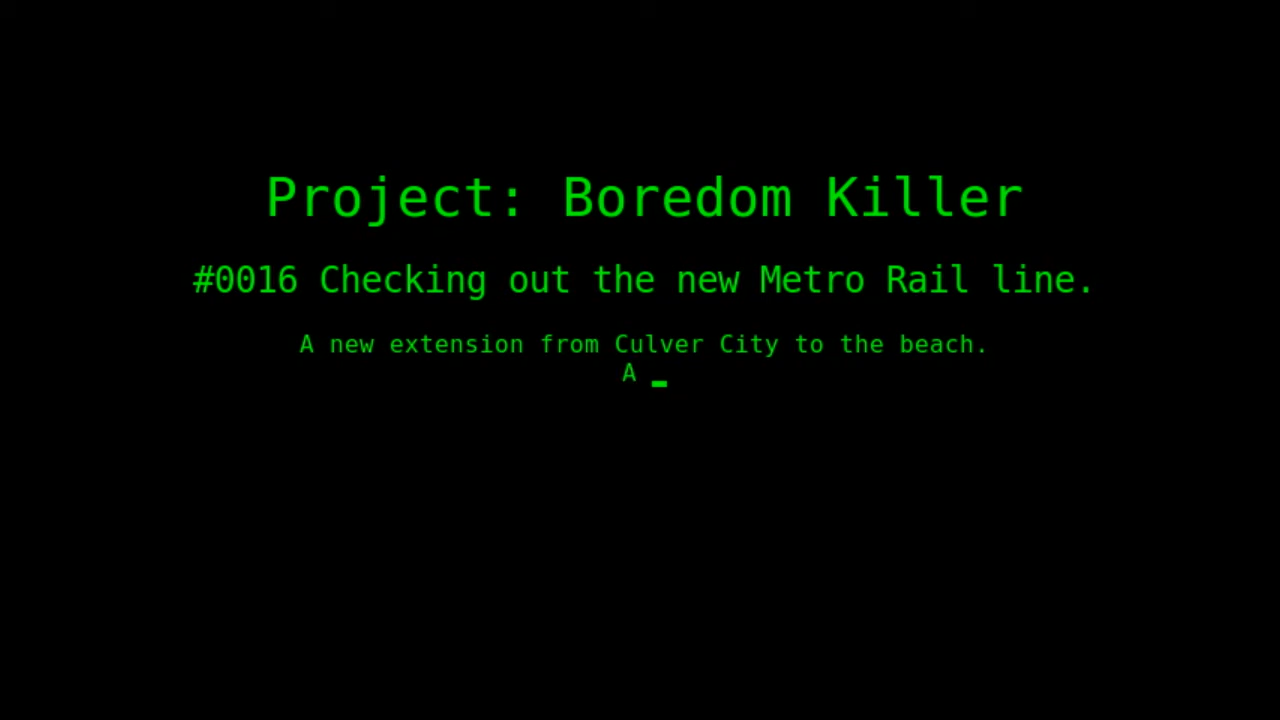 Project: Boredom Killer
#0016 Checking out the new Metro Rail line.
A new extension from Culver City to the beach.
A